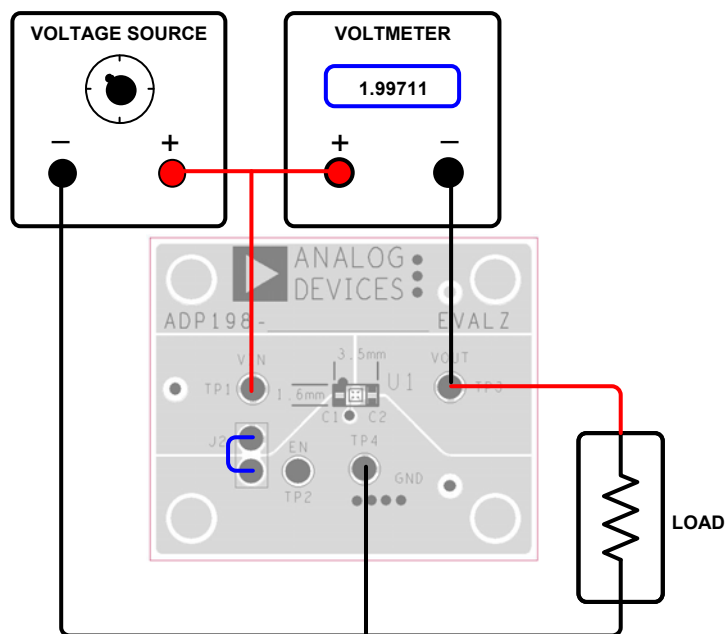 VOLTAGE SOURCE
VOLTMETER
1.99711
− +
+ −
ANALOG
DEVICES
ADP198-____________EVALZ
3.5mm
VIN
VOUT
TP1
1.6mm
U1
TP3
C1 C2
J2
EN
TP4
TP2
GND
LOAD